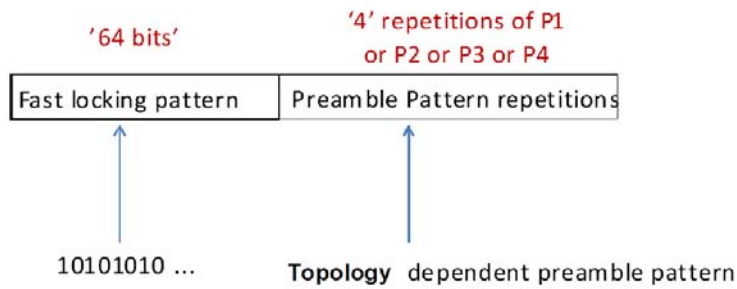 ‘64 bits’
‘4’ repetitions of P1
or P2 or P3 or P4
Fast locking pattern
Preamble Pattern repetitions
10101010 ...
Topology dependent preamble pattern